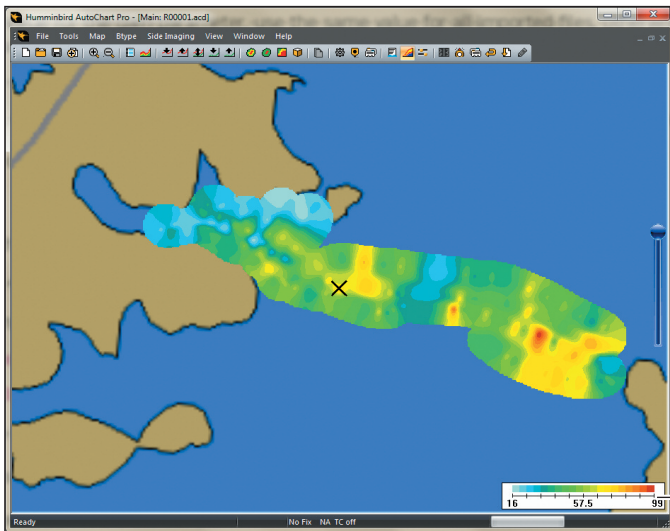 Humminbird AutoChart Pro - [Main: R00001.acd]
File Tools Map Btype Side Imaging View Window Help
16 57.5 99
Ready No Fix NA TC off